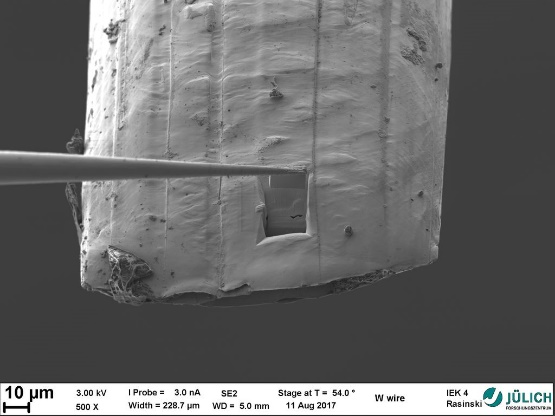 10 µm
3.00 kV
500 X
I Probe = 3.0 nA
Width = 228.7 µm
SE2
WD = 5.0 mm
Stage at T = 54.0 °
11 Aug 2017
W wire
IEK 4
Rasinski
JÜLICH
FORSCHUNGSZENTRUM